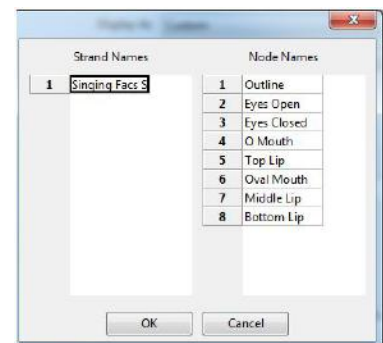 Strand Names Node Names
1 Singing Facs S 1 Outline
2 Eyes Open
3 Eyes Closed
4 O Mouth
5 Top Lip
6 Oval Mouth
7 Middle Lip
8 Bottom Lip
OK Cancel